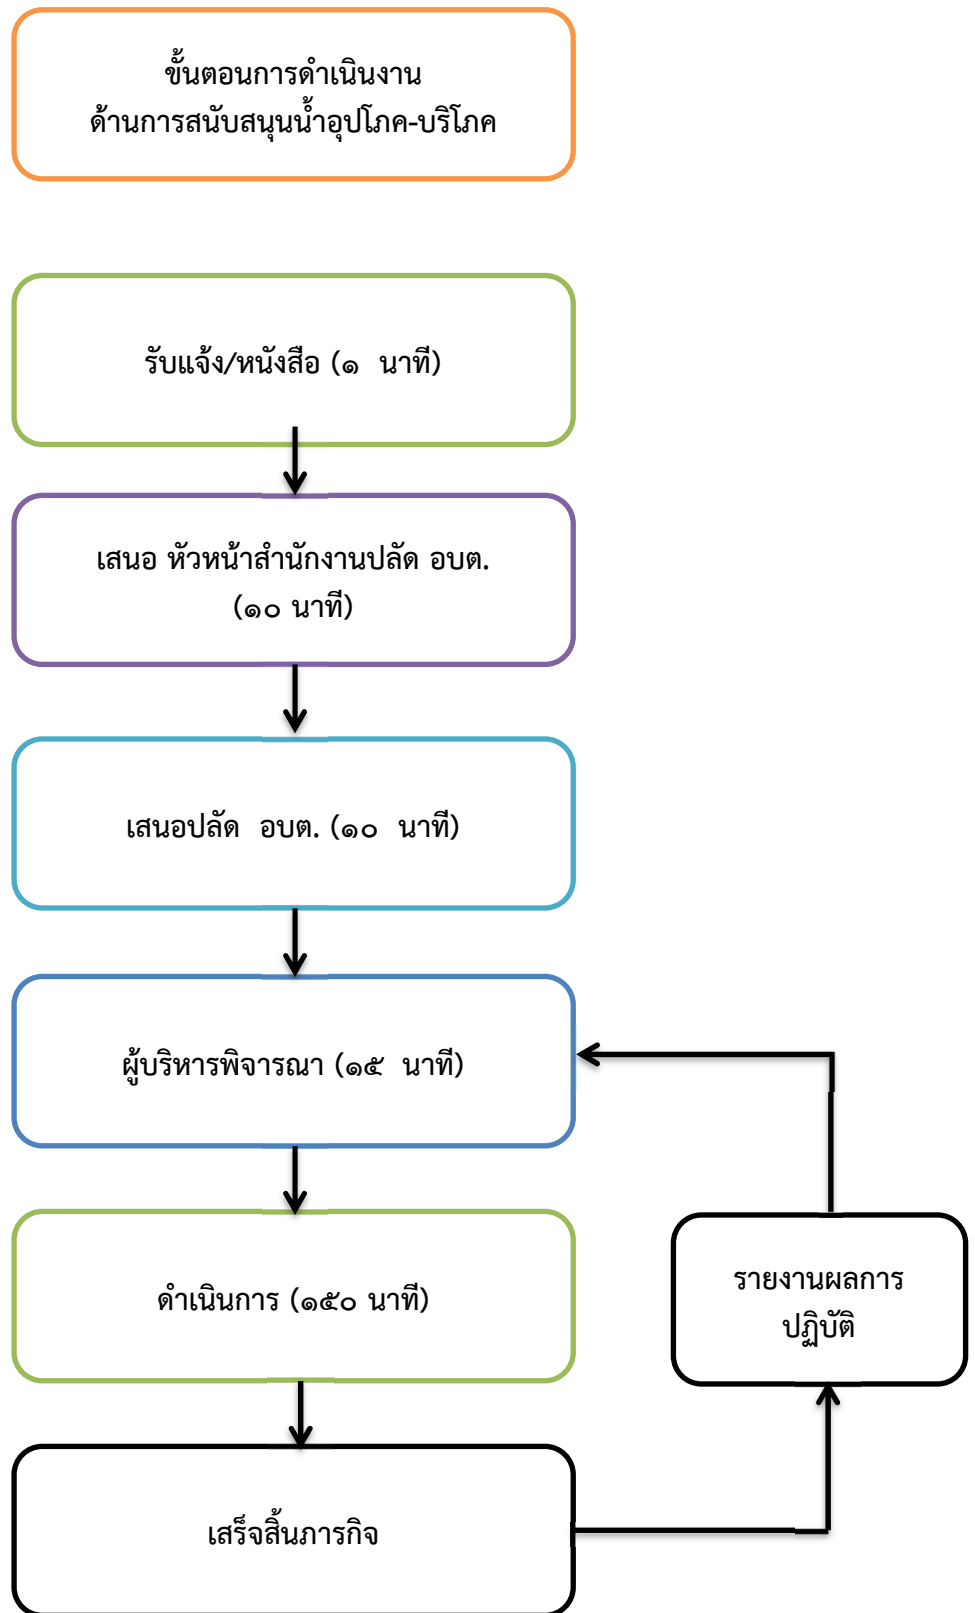 ขั้นตอนการดำเนินงาน
ด้านการสนับสนุนน้ำอุปโภค-บริโภค
รับแจ้ง/หนังสือ (๑ นาที)
เสนอ หัวหน้าสำนักงานปลัด อบต.
(๑๐ นาที)
เสนอปลัด อบต. (๑๐ นาที)
ผู้บริหารพิจารณา (๑๕ นาที)
ดำเนินการ (๑๕๐ นาที)
รายงานผลการ
ปฏิบัติ
เสร็จสิ้นภารกิจ